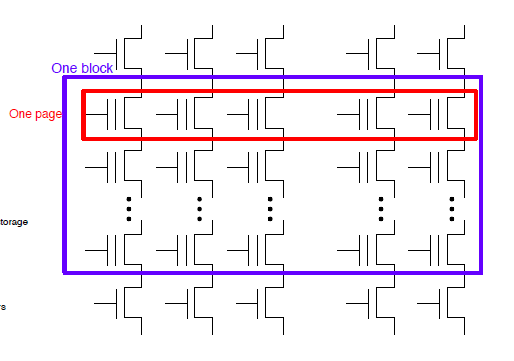 One block
One page
torage
rs